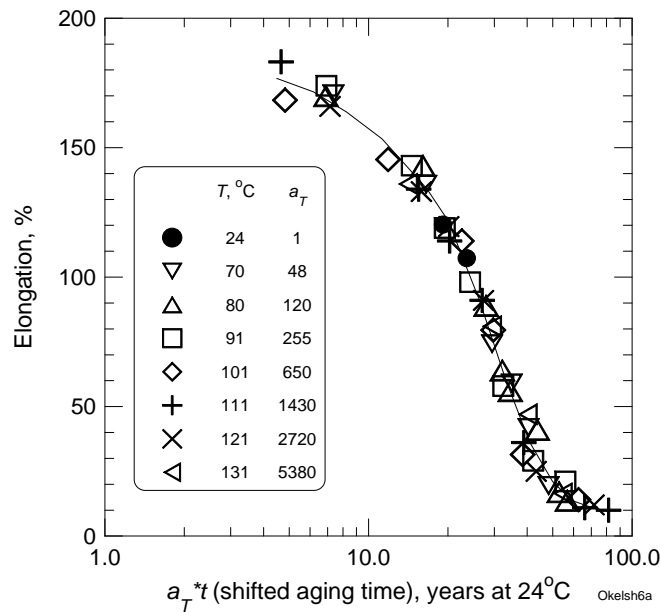 200
150
100
50
0
Elongation, %
T, °C a_T
24 1
70 48
80 120
91 255
101 650
111 1430
121 2720
131 5380
1.0 10.0 100.0
a_T*t (shifted aging time), years at 24°C
Okelsh6a